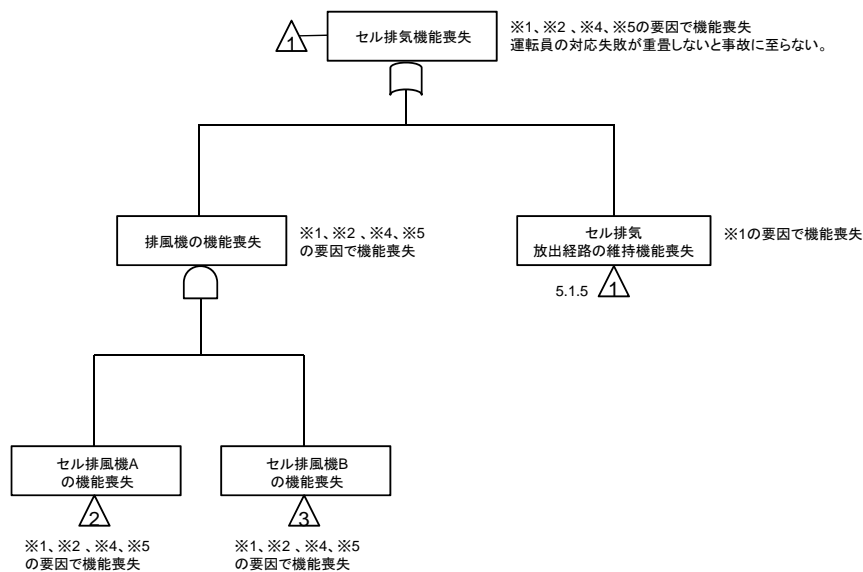 1
セル排気機能喪失
※1、※2 、※4、※5の要因で機能喪失
運転員の対応失敗が重畳しないと事故に至らない。
排風機の機能喪失
※1、※2 、※4、※5
の要因で機能喪失
セル排気
放出経路の維持機能喪失
※1の要因で機能喪失
5.1.5
1
セル排風機A
の機能喪失
2
※1、※2 、※4、※5
の要因で機能喪失
セル排風機B
の機能喪失
3
※1、※2 、※4、※5
の要因で機能喪失